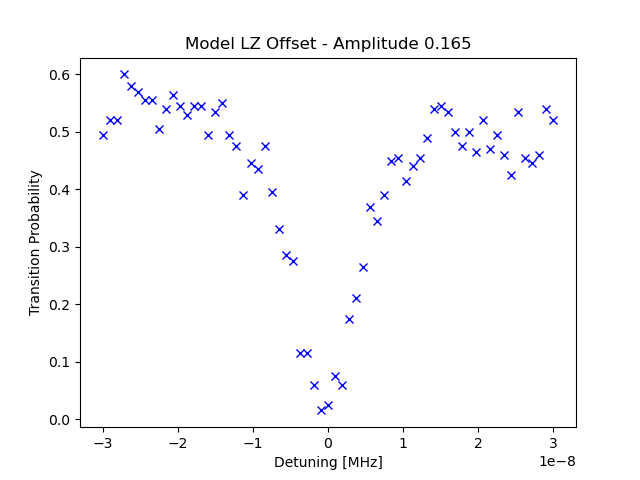 Model LZ Offset - Amplitude 0.165
0.6
0.5
0.4
0.3
0.2
0.1
0.0
Transition Probability
−3 −2 −1 0 1 2 3
1e−8
Detuning [MHz]